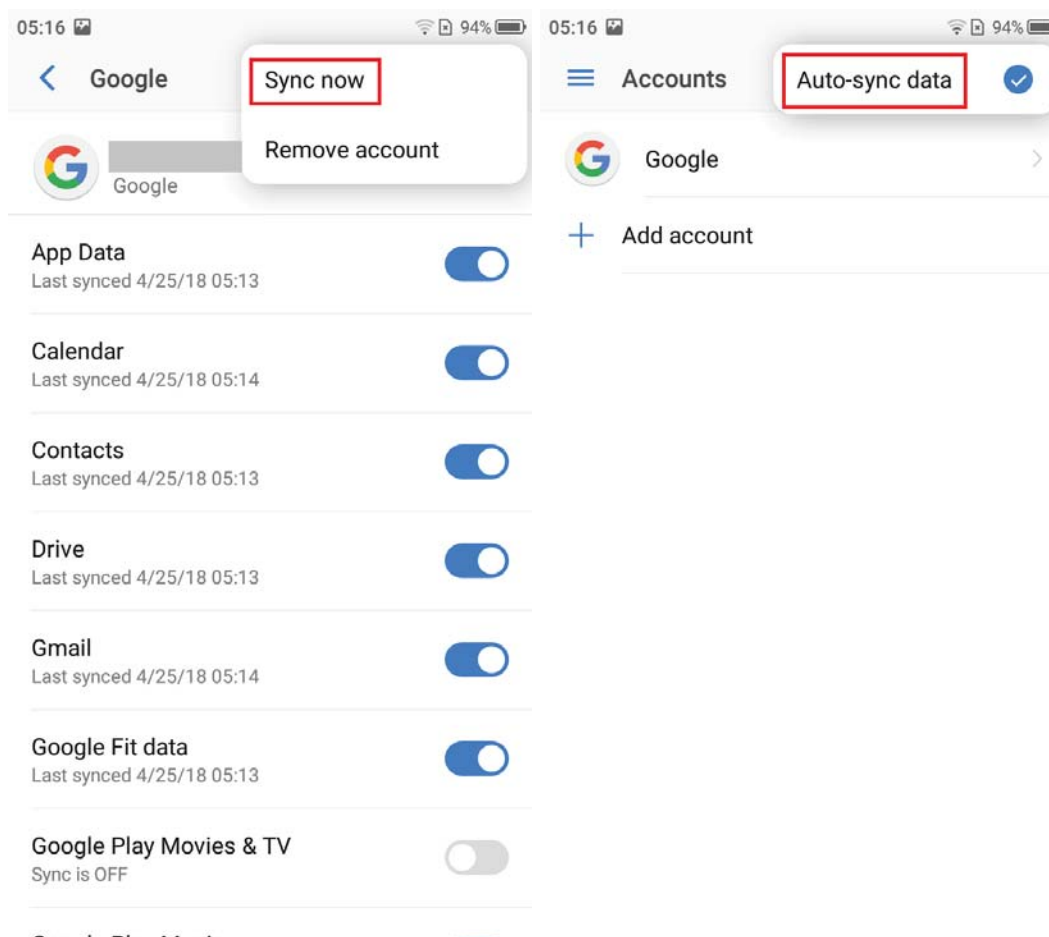 05:16
94%
Google
Sync now
Remove account
Google
App Data
Last synced 4/25/18 05:13
Calendar
Last synced 4/25/18 05:14
Contacts
Last synced 4/25/18 05:13
Drive
Last synced 4/25/18 05:13
Gmail
Last synced 4/25/18 05:14
Google Fit data
Last synced 4/25/18 05:13
Google Play Movies & TV
Sync is OFF
05:16
94%
Accounts
Auto-sync data
Google
Add account